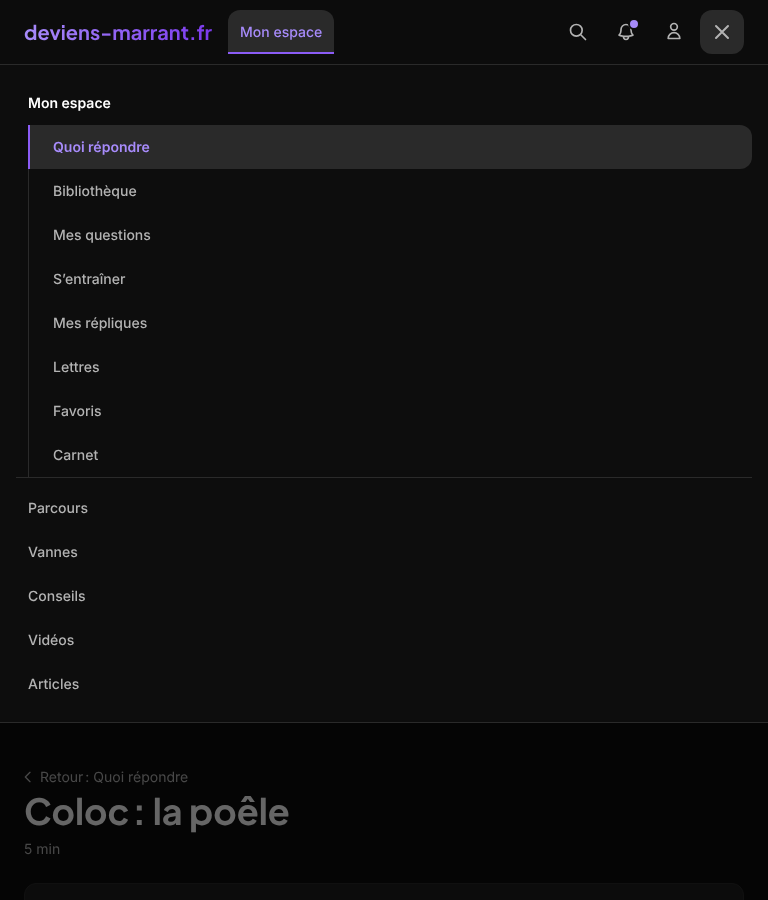 deviens-marrant.fr Mon espace
Mon espace
Quoi répondre
Bibliothèque
Mes questions
S’entraîner
Mes répliques
Lettres
Favoris
Carnet
Parcours
Vannes
Conseils
Vidéos
Articles
Retour : Quoi répondre
Coloc : la poêle
5 min